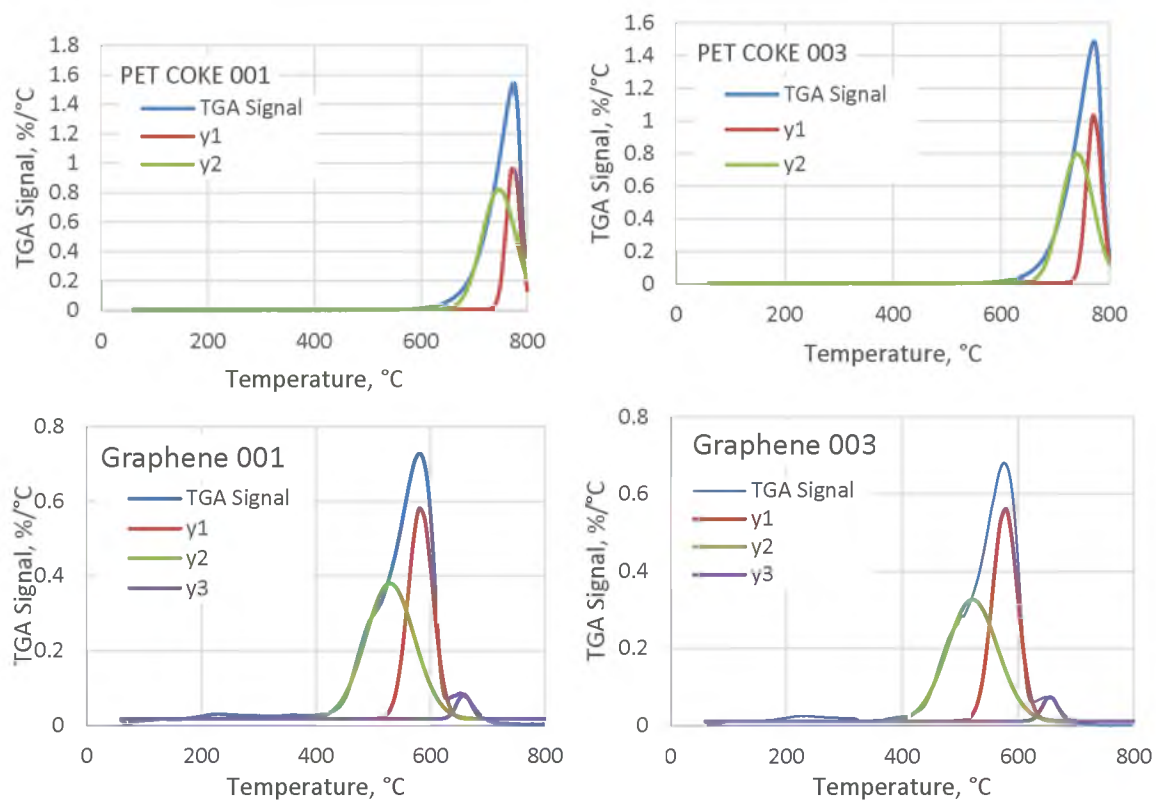 PET COKE 001
TGA Signal
y1
y2
TGA Signal, %/°C
1.8
1.6
1.4
1.2
1
0.8
0.6
0.4
0.2
0
0 200 400 600 800
Temperature, °C
PET COKE 003
TGA Signal
y1
y2
TGA Signal, %/°C
1.6
1.4
1.2
1
0.8
0.6
0.4
0.2
0
0 200 400 600 800
Temperature, °C
Graphene 001
TGA Signal
y1
y2
y3
TGA Signal, %/°C
0.8
0.6
0.4
0.2
0
0 200 400 600 800
Temperature, °C
Graphene 003
TGA Signal
y1
y2
y3
TGA Signal, %/°C
0.8
0.6
0.4
0.2
0
0 200 400 600 800
Temperature, °C